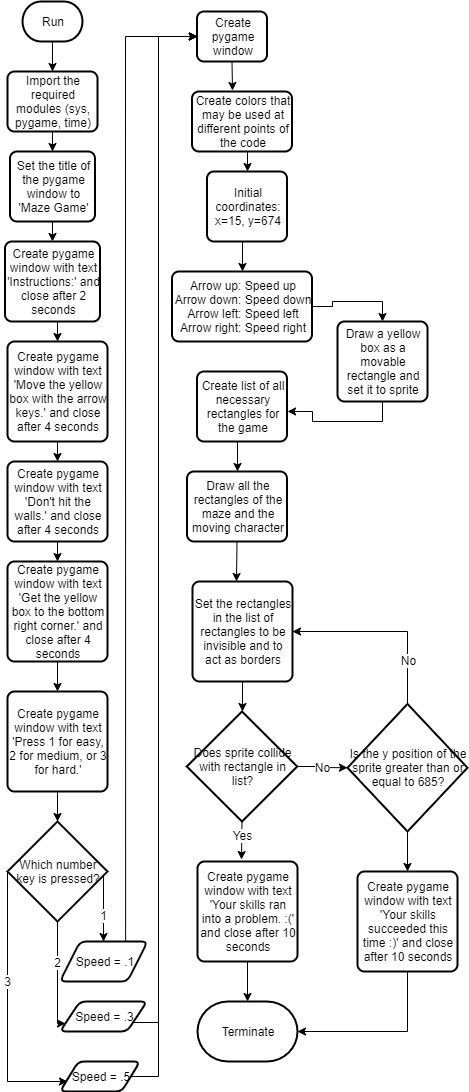 Run
Import the
required
modules (sys,
pygame, time)
Set the title of
the pygame
window to
'Maze Game'
Create pygame
window with text
'Instructions:' and
close after 2
seconds
Create pygame
window with text
'Move the yellow
box with the arrow
keys.' and close
after 4 seconds
Create pygame
window with text
'Don't hit the
walls.' and close
after 4 seconds
Create pygame
window with text
'Get the yellow
box to the bottom
right corner.' and
close after 4
seconds
Create pygame
window with text
'Press 1 for easy,
2 for medium, or 3
for hard.'
Which number
key is pressed?
1
2
3
Speed = .1
Speed = .3
Speed = .5
Create
pygame
window
Create colors that
may be used at
different points of
the code
Initial
coordinates:
x=15, y=674
Arrow up: Speed up
Arrow down: Speed down
Arrow left: Speed left
Arrow right: Speed right
Draw a yellow
box as a
movable
rectangle and
set it to sprite
Create list of all
necessary
rectangles for
the game
Draw all the
rectangles of the
maze and the
moving character
Set the rectangles
in the list of
rectangles to be
invisible and to
act as borders
Does sprite collide
with rectangle in
list?
No
Is the y position of the
sprite greater than or
equal to 685?
No
Yes
Create pygame
window with text
'Your skills ran
into a problem. :('
and close after 10
seconds
Create pygame
window with text
'Your skills
succeeded this
time :)' and close
after 10 seconds
Terminate